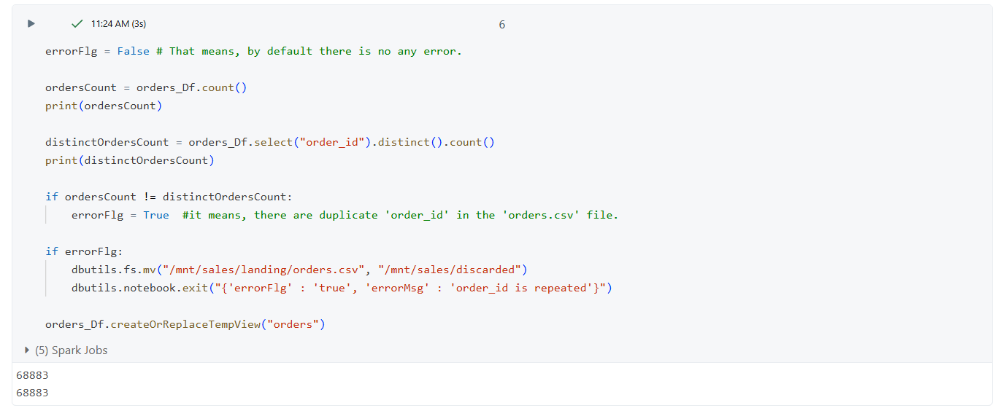 11:24 AM (3s)
6
errorFlg = False # That means, by default there is no any error.
ordersCount = orders_Df.count()
print(ordersCount)
distinctOrdersCount = orders_Df.select("order_id").distinct().count()
print(distinctOrdersCount)
if ordersCount != distinctOrdersCount:
errorFlg = True  #it means, there are duplicate 'order_id' in the 'orders.csv' file.
if errorFlg:
dbutils.fs.mv("/mnt/sales/landing/orders.csv", "/mnt/sales/discarded")
dbutils.notebook.exit("{'errorFlg' : 'true', 'errorMsg' : 'order_id is repeated'}")
orders_Df.createOrReplaceTempView("orders")
(5) Spark Jobs
68883
68883